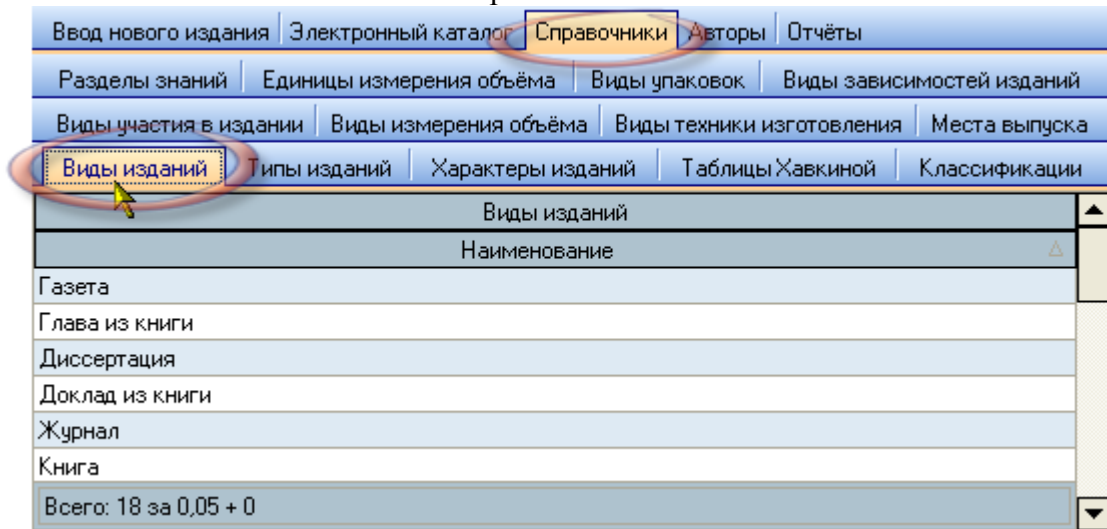 Ввод нового издания Электронный каталог Справочники Авторы Отчёты
Разделы знаний Единицы измерения объёма Виды упаковок Виды зависимостей изданий
Виды участия в издании Виды измерения объёма Виды техники изготовления Места выпуска
Виды изданий Типы изданий Характеры изданий Таблицы Хавкиной Классификации
Виды изданий
Наименование
Газета
Глава из книги
Диссертация
Доклад из книги
Журнал
Книга
Всего: 18 за 0,05 + 0